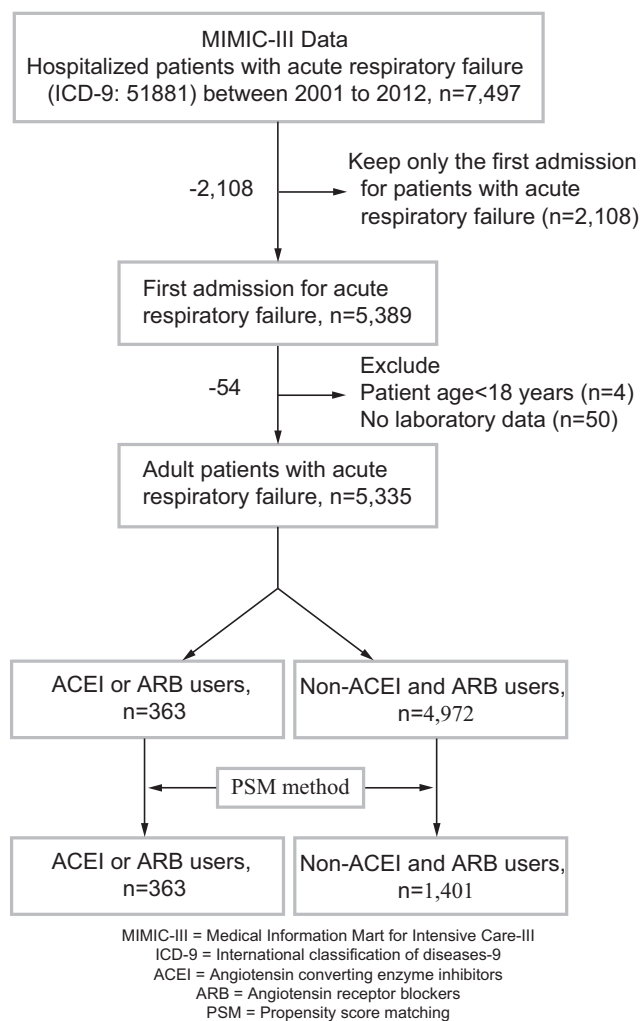 MIMIC-III Data
Hospitalized patients with acute respiratory failure
(ICD-9: 51881) between 2001 to 2012, n=7,497
-2,108
Keep only the first admission
for patients with acute
respiratory failure (n=2,108)
First admission for acute
respiratory failure, n=5,389
-54
Exclude
Patient age<18 years (n=4)
No laboratory data (n=50)
Adult patients with acute
respiratory failure, n=5,335
ACEI or ARB users,
n=363
Non-ACEI and ARB users,
n=4,972
PSM method
ACEI or ARB users,
n=363
Non-ACEI and ARB users,
n=1,401
MIMIC-III = Medical Information Mart for Intensive Care-III
ICD-9 = International classification of diseases-9
ACEI = Angiotensin converting enzyme inhibitors
ARB = Angiotensin receptor blockers
PSM = Propensity score matching